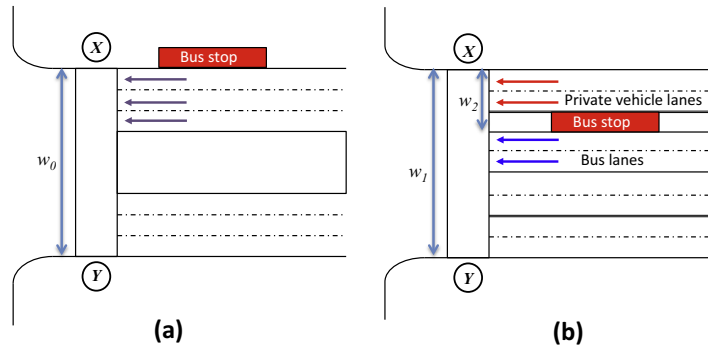 X
Bus stop
w0
Y
(a)
X
w2
Private vehicle lanes
Bus stop
w1
Bus lanes
Y
(b)